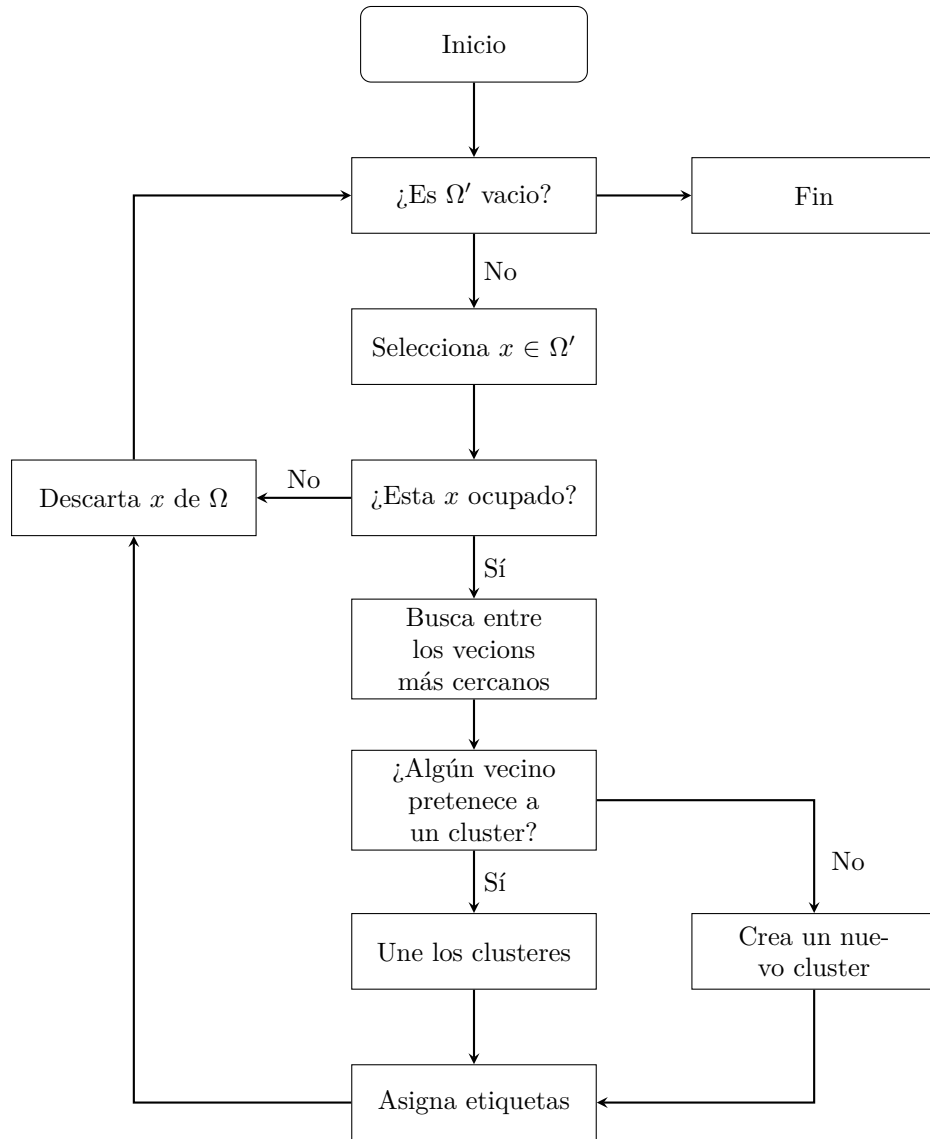 Inicio
¿Es Ω′ vacio?
Fin
No
Selecciona x ∈ Ω′
Descarta x de Ω
No
¿Esta x ocupado?
Sí
Busca entre
los vecions
más cercanos
¿Algún vecino
pretenece a
un cluster?
No
Sí
Une los clusteres
Crea un nue-
vo cluster
Asigna etiquetas